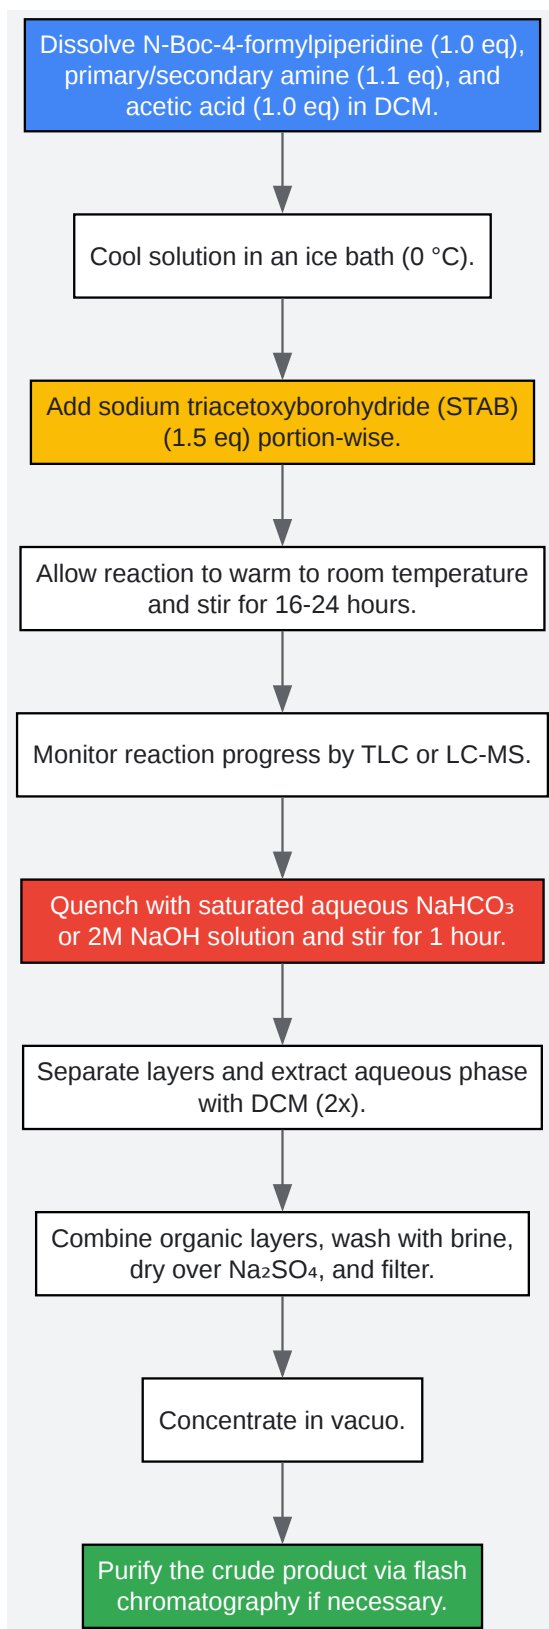 Dissolve N-Boc-4-formylpiperidine (1.0 eq),
primary/secondary amine (1.1 eq), and
acetic acid (1.0 eq) in DCM.
Cool solution in an ice bath (0 °C).
Add sodium triacetoxyborohydride (STAB)
(1.5 eq) portion-wise.
Allow reaction to warm to room temperature
and stir for 16-24 hours.
Monitor reaction progress by TLC or LC-MS.
Quench with saturated aqueous NaHCO₃
or 2M NaOH solution and stir for 1 hour.
Separate layers and extract aqueous phase
with DCM (2x).
Combine organic layers, wash with brine,
dry over Na₂SO₄, and filter.
Concentrate in vacuo.
Purify the crude product via flash
chromatography if necessary.